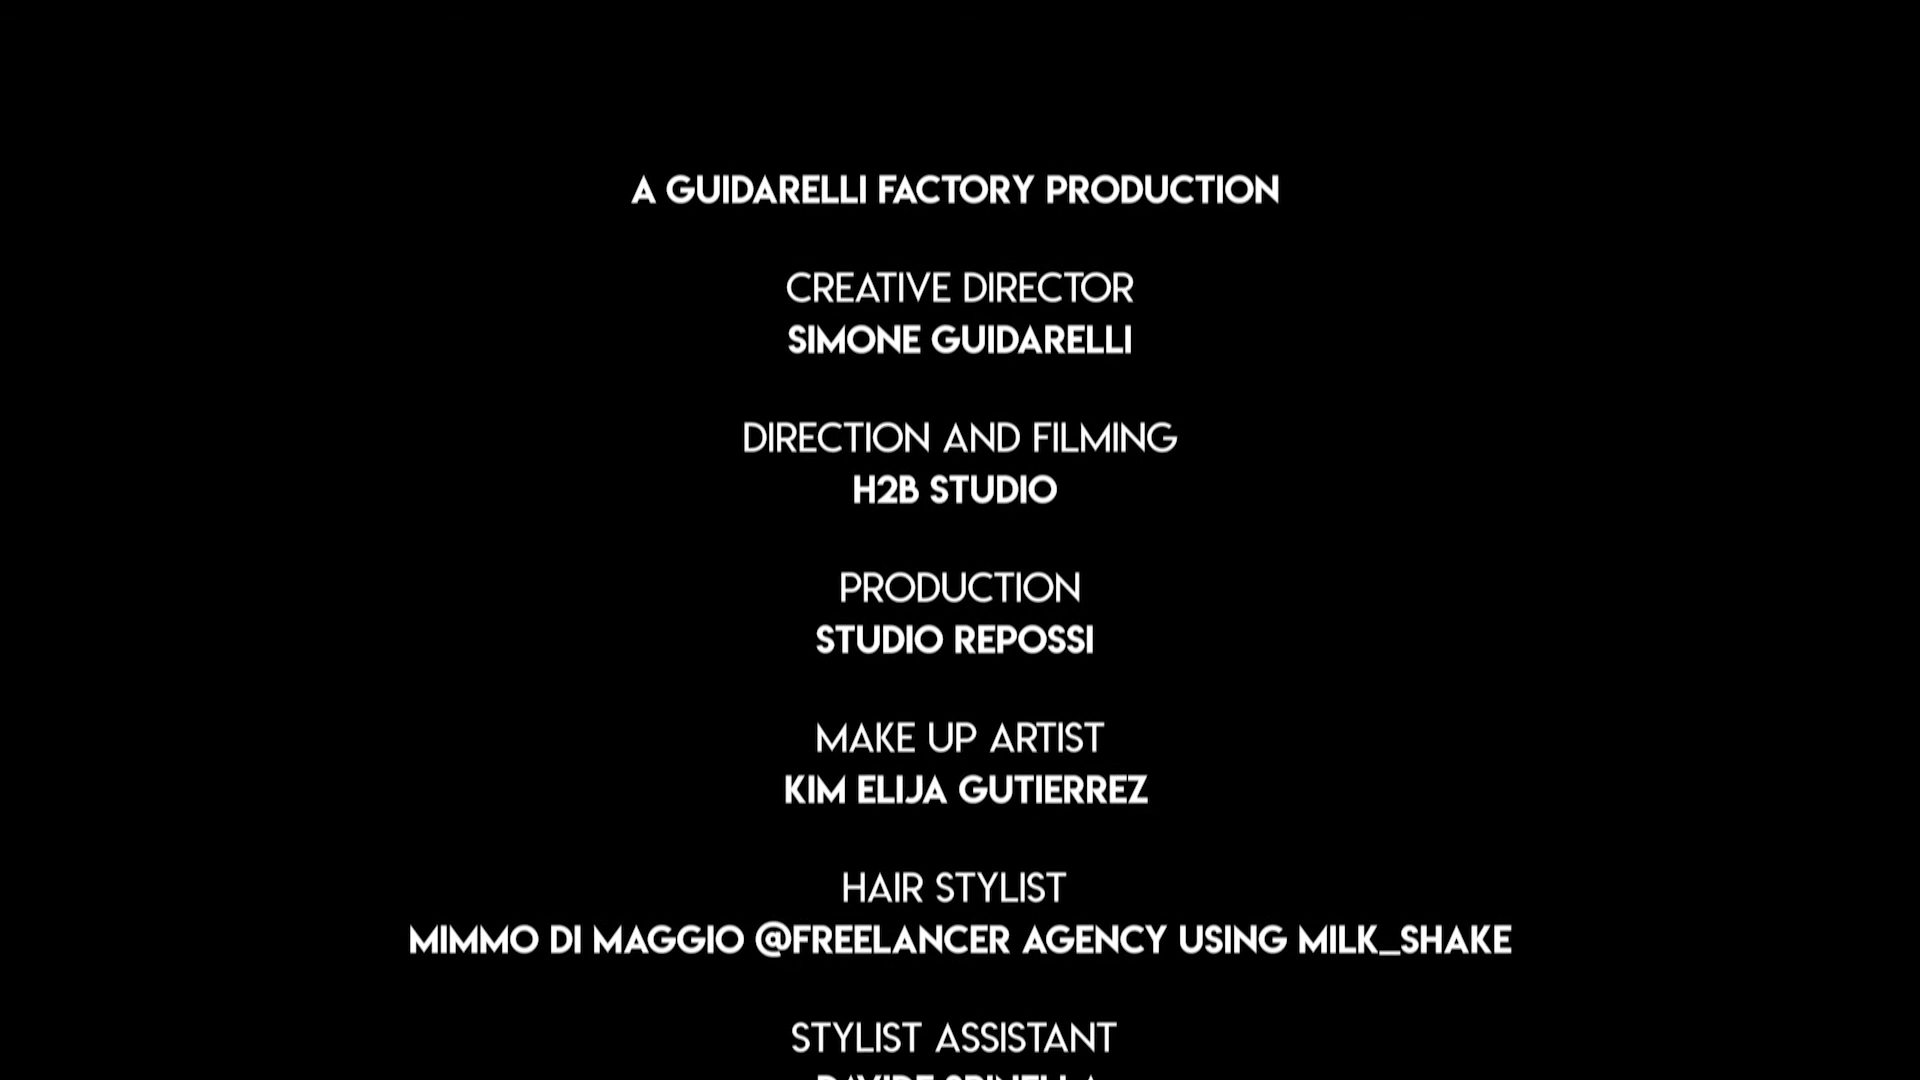 A GUIDARELLI FACTORY PRODUCTION
CREATIVE DIRECTOR
SIMONE GUIDARELLI
DIRECTION AND FILMING
H2B STUDIO
PRODUCTION
STUDIO REPOSSI
MAKE UP ARTIST
KIM ELIJA GUTIERREZ
HAIR STYLIST
MIMMO DI MAGGIO @FREELANCER AGENCY USING MILK_SHAKE
STYLIST ASSISTANT